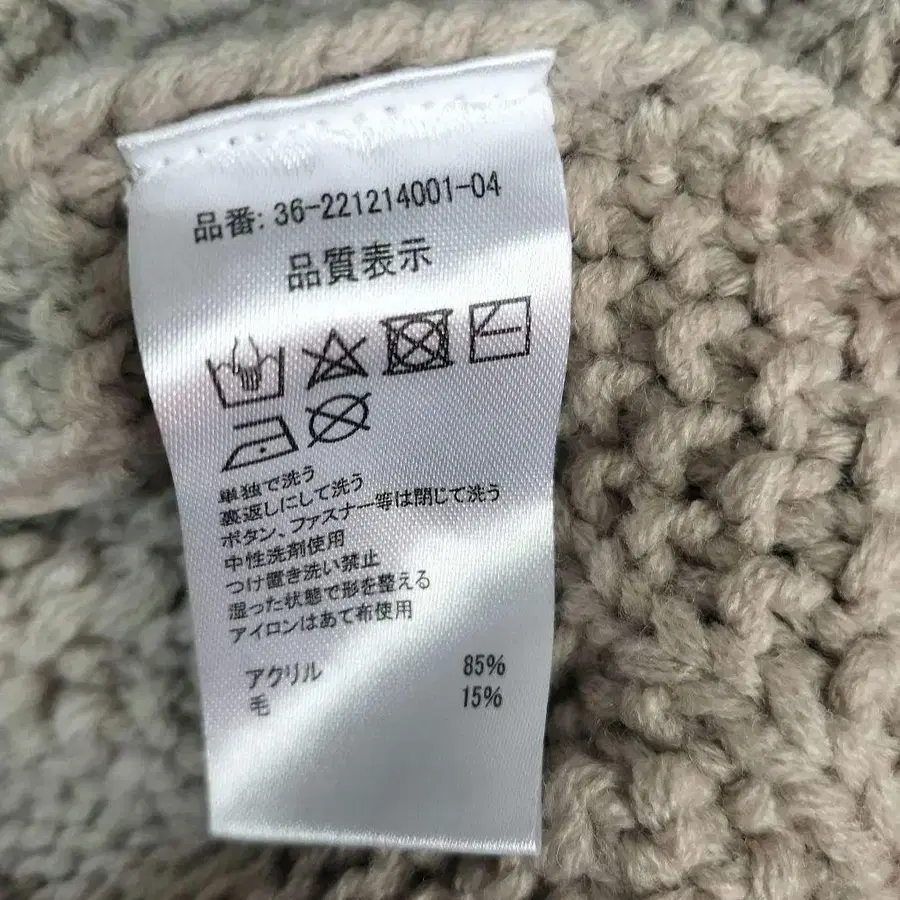 品番: 36-221214001-04
品質表示
単独で洗う
裏返しにして洗う
ボタン、ファスナー等は閉じて洗う
中性洗剤使用
つけ置き洗い禁止
湿った状態で形を整える
アイロンはあて布使用
アクリル 85%
毛 15%